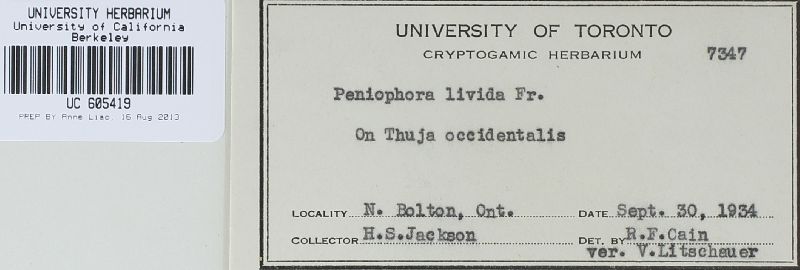 UNIVERSITY HERBARIUM
University of California
Berkeley
UC 605419
PREP BY Anne Liao, 16 Aug 2013
UNIVERSITY OF TORONTO
CRYPTOGAMIC HERBARIUM 7347
Peniophora livida Fr.
On Thuja occidentalis
LOCALITY N. Bolton, Ont. DATE Sept. 30, 1934
COLLECTOR H.S.Jackson DET. BY R.F.Cain
ver. V.Litschauer